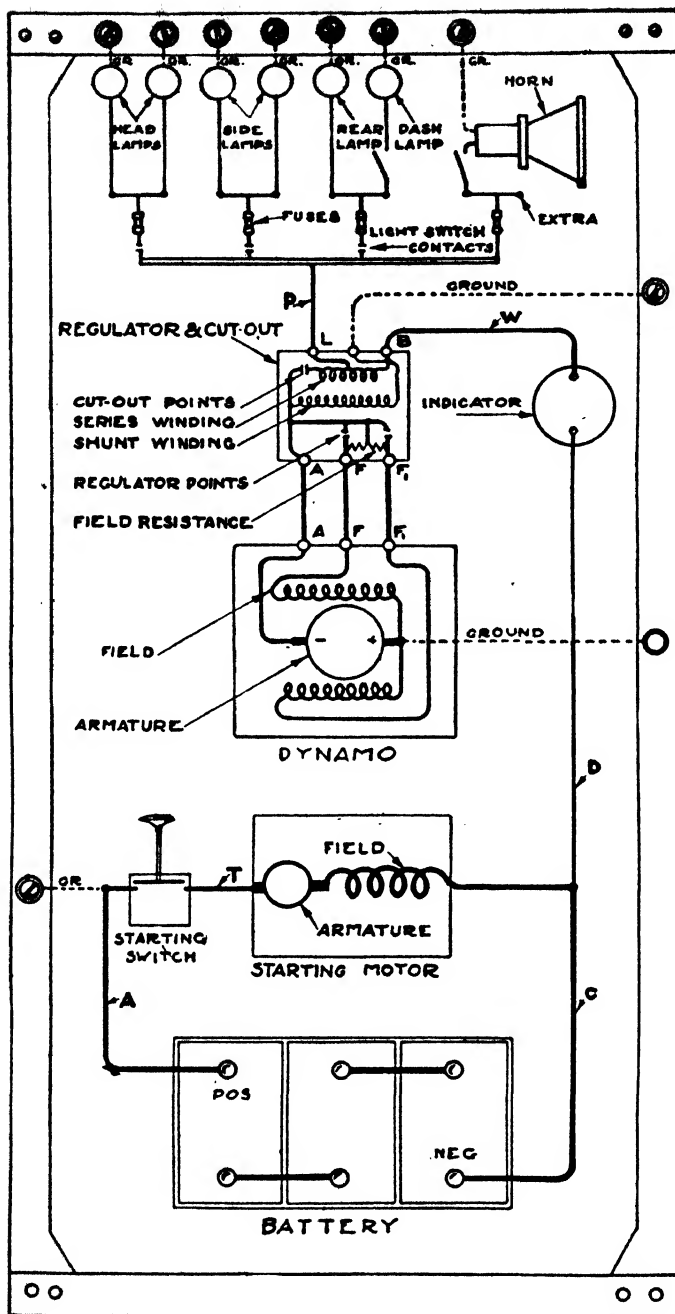 GR. GR. GR. GR. GR. GR. GR.
HORN
HEAD LAMPS
SIDE LAMPS
REAR LAMP
DASH LAMP
FUSES
LIGHT SWITCH CONTACTS
EXTRA
GROUND
P
W
REGULATOR & CUT-OUT
L
B
CUT-OUT POINTS
SERIES WINDING
SHUNT WINDING
INDICATOR
REGULATOR POINTS
A F F1
FIELD RESISTANCE
A F F1
FIELD
- +
GROUND
ARMATURE
DYNAMO
D
FIELD
GR
T
ARMATURE
STARTING SWITCH
STARTING MOTOR
A
C
POS
NEG
BATTERY